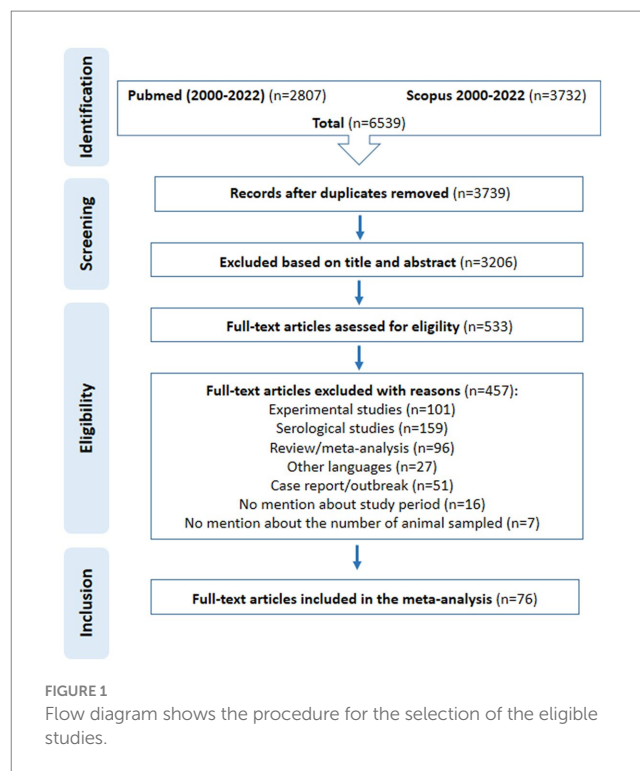 Identification
Pubmed (2000-2022) (n=2807) Scopus 2000-2022 (n=3732)
Total (n=6539)
Screening
Records after duplicates removed (n=3739)
Excluded based on title and abstract (n=3206)
Eligibility
Full-text articles asessed for eligility (n=533)
Full-text articles excluded with reasons (n=457):
Experimental studies (n=101)
Serological studies (n=159)
Review/meta-analysis (n=96)
Other languages (n=27)
Case report/outbreak (n=51)
No mention about study period (n=16)
No mention about the number of animal sampled (n=7)
Inclusion
Full-text articles included in the meta-analysis (n=76)
FIGURE 1
Flow diagram shows the procedure for the selection of the eligible
studies.